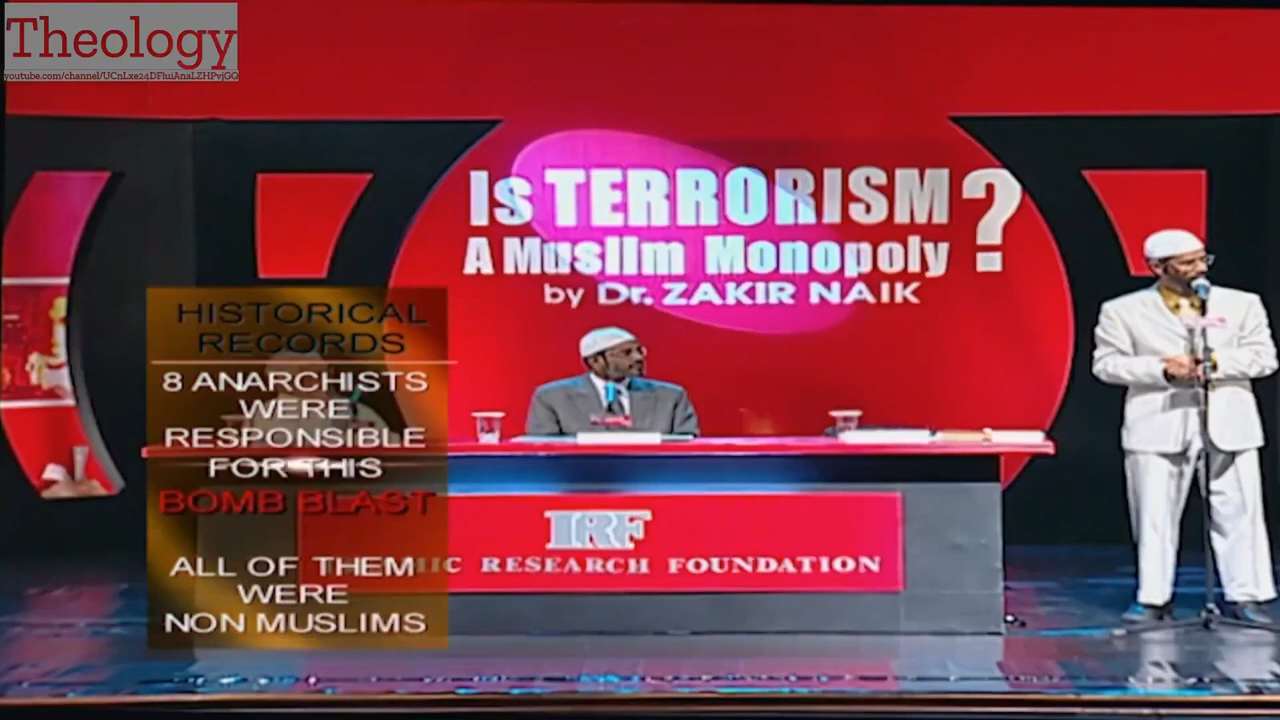 Theology
youtube.com/channel/UCnLxe24DFluiAnaLZHPvjGQ
Is TERRORISM
A Muslim Monopoly ?
by Dr. ZAKIR NAIK
HISTORICAL
RECORDS
8 ANARCHISTS
WERE
RESPONSIBLE
FOR THIS
BOMB BLAST
ALL OF THEM
WERE
NON MUSLIMS
IRF
IC RESEARCH FOUNDATION